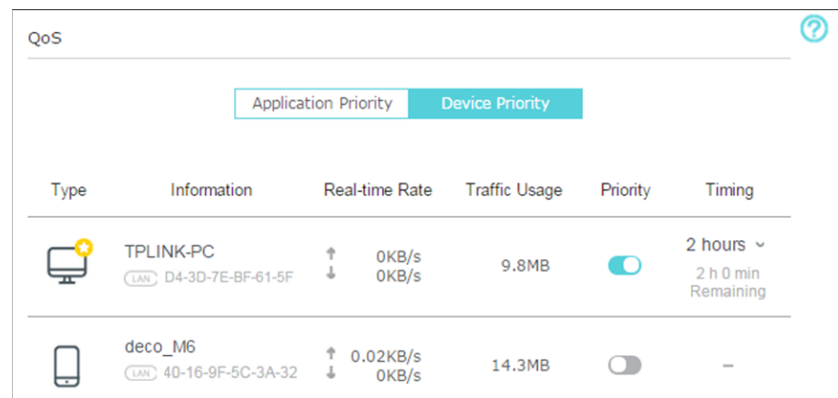 QoS
?
Application Priority Device Priority
Type Information Real-time Rate Traffic Usage Priority Timing
TPLINK-PC
LAN D4-3D-7E-BF-61-5F
↑ 0KB/s
↓ 0KB/s
9.8MB
2 hours
2 h 0 min
Remaining
deco_M6
LAN 40-16-9F-5C-3A-32
↑ 0.02KB/s
↓ 0KB/s
14.3MB
–